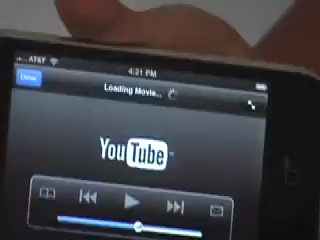 AT&T
4:21 PM
Done
Loading Movie...
YouTube